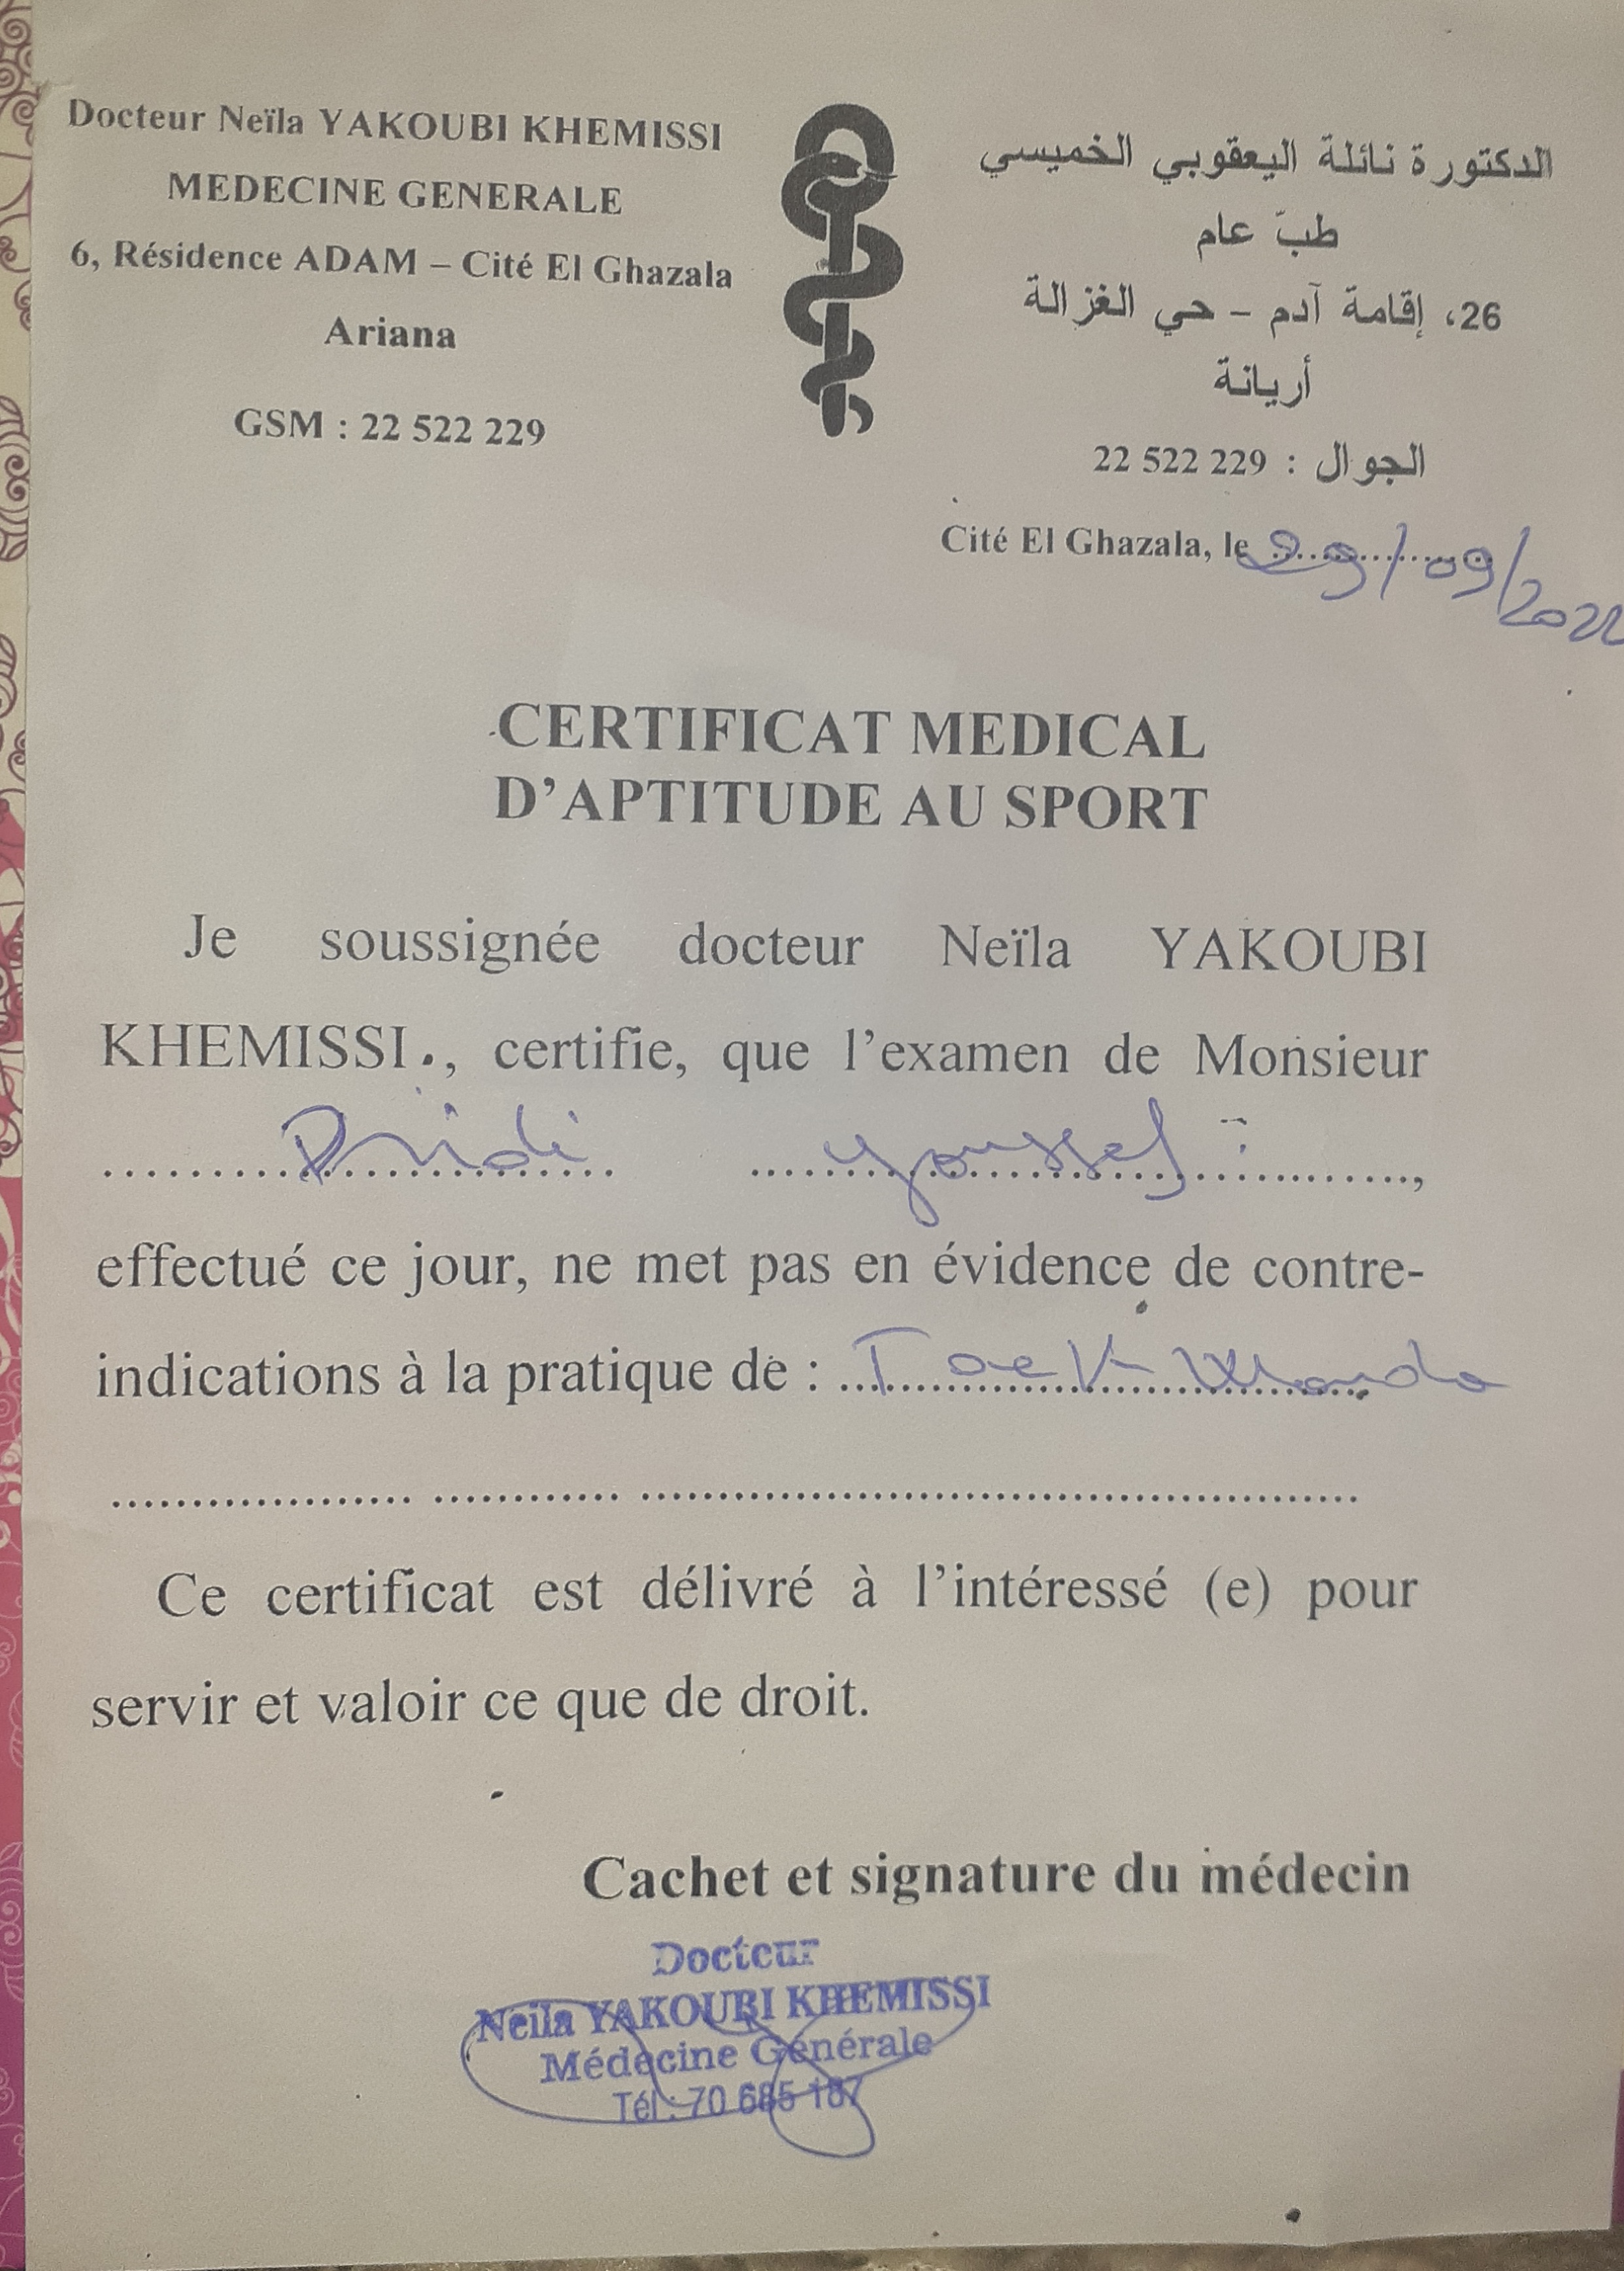 Docteur Neïla YAKOUBI KHEMISSI
MEDECINE GENERALE
6, Résidence ADAM – Cité El Ghazala
Ariana
GSM : 22 522 229
الدكتورة نائلة اليعقوبي الخميسي
طبّ عام
26، إقامة آدم - حي الغزالة
أريانة
الجوال : 22 522 229
Cité El Ghazala, le 29/09/2022
CERTIFICAT MEDICAL
D'APTITUDE AU SPORT
Je soussignée docteur Neïla YAKOUBI
KHEMISSI., certifie, que l'examen de Monsieur
Dridi Youssef,
effectué ce jour, ne met pas en évidence de contre-
indications à la pratique de : Taekwando
Ce certificat est délivré à l'intéressé (e) pour
servir et valoir ce que de droit.
Cachet et signature du médecin
Docteur
Neila YAKOUBI KHEMISSI
Médecine Générale
Tél.: 70 685 187